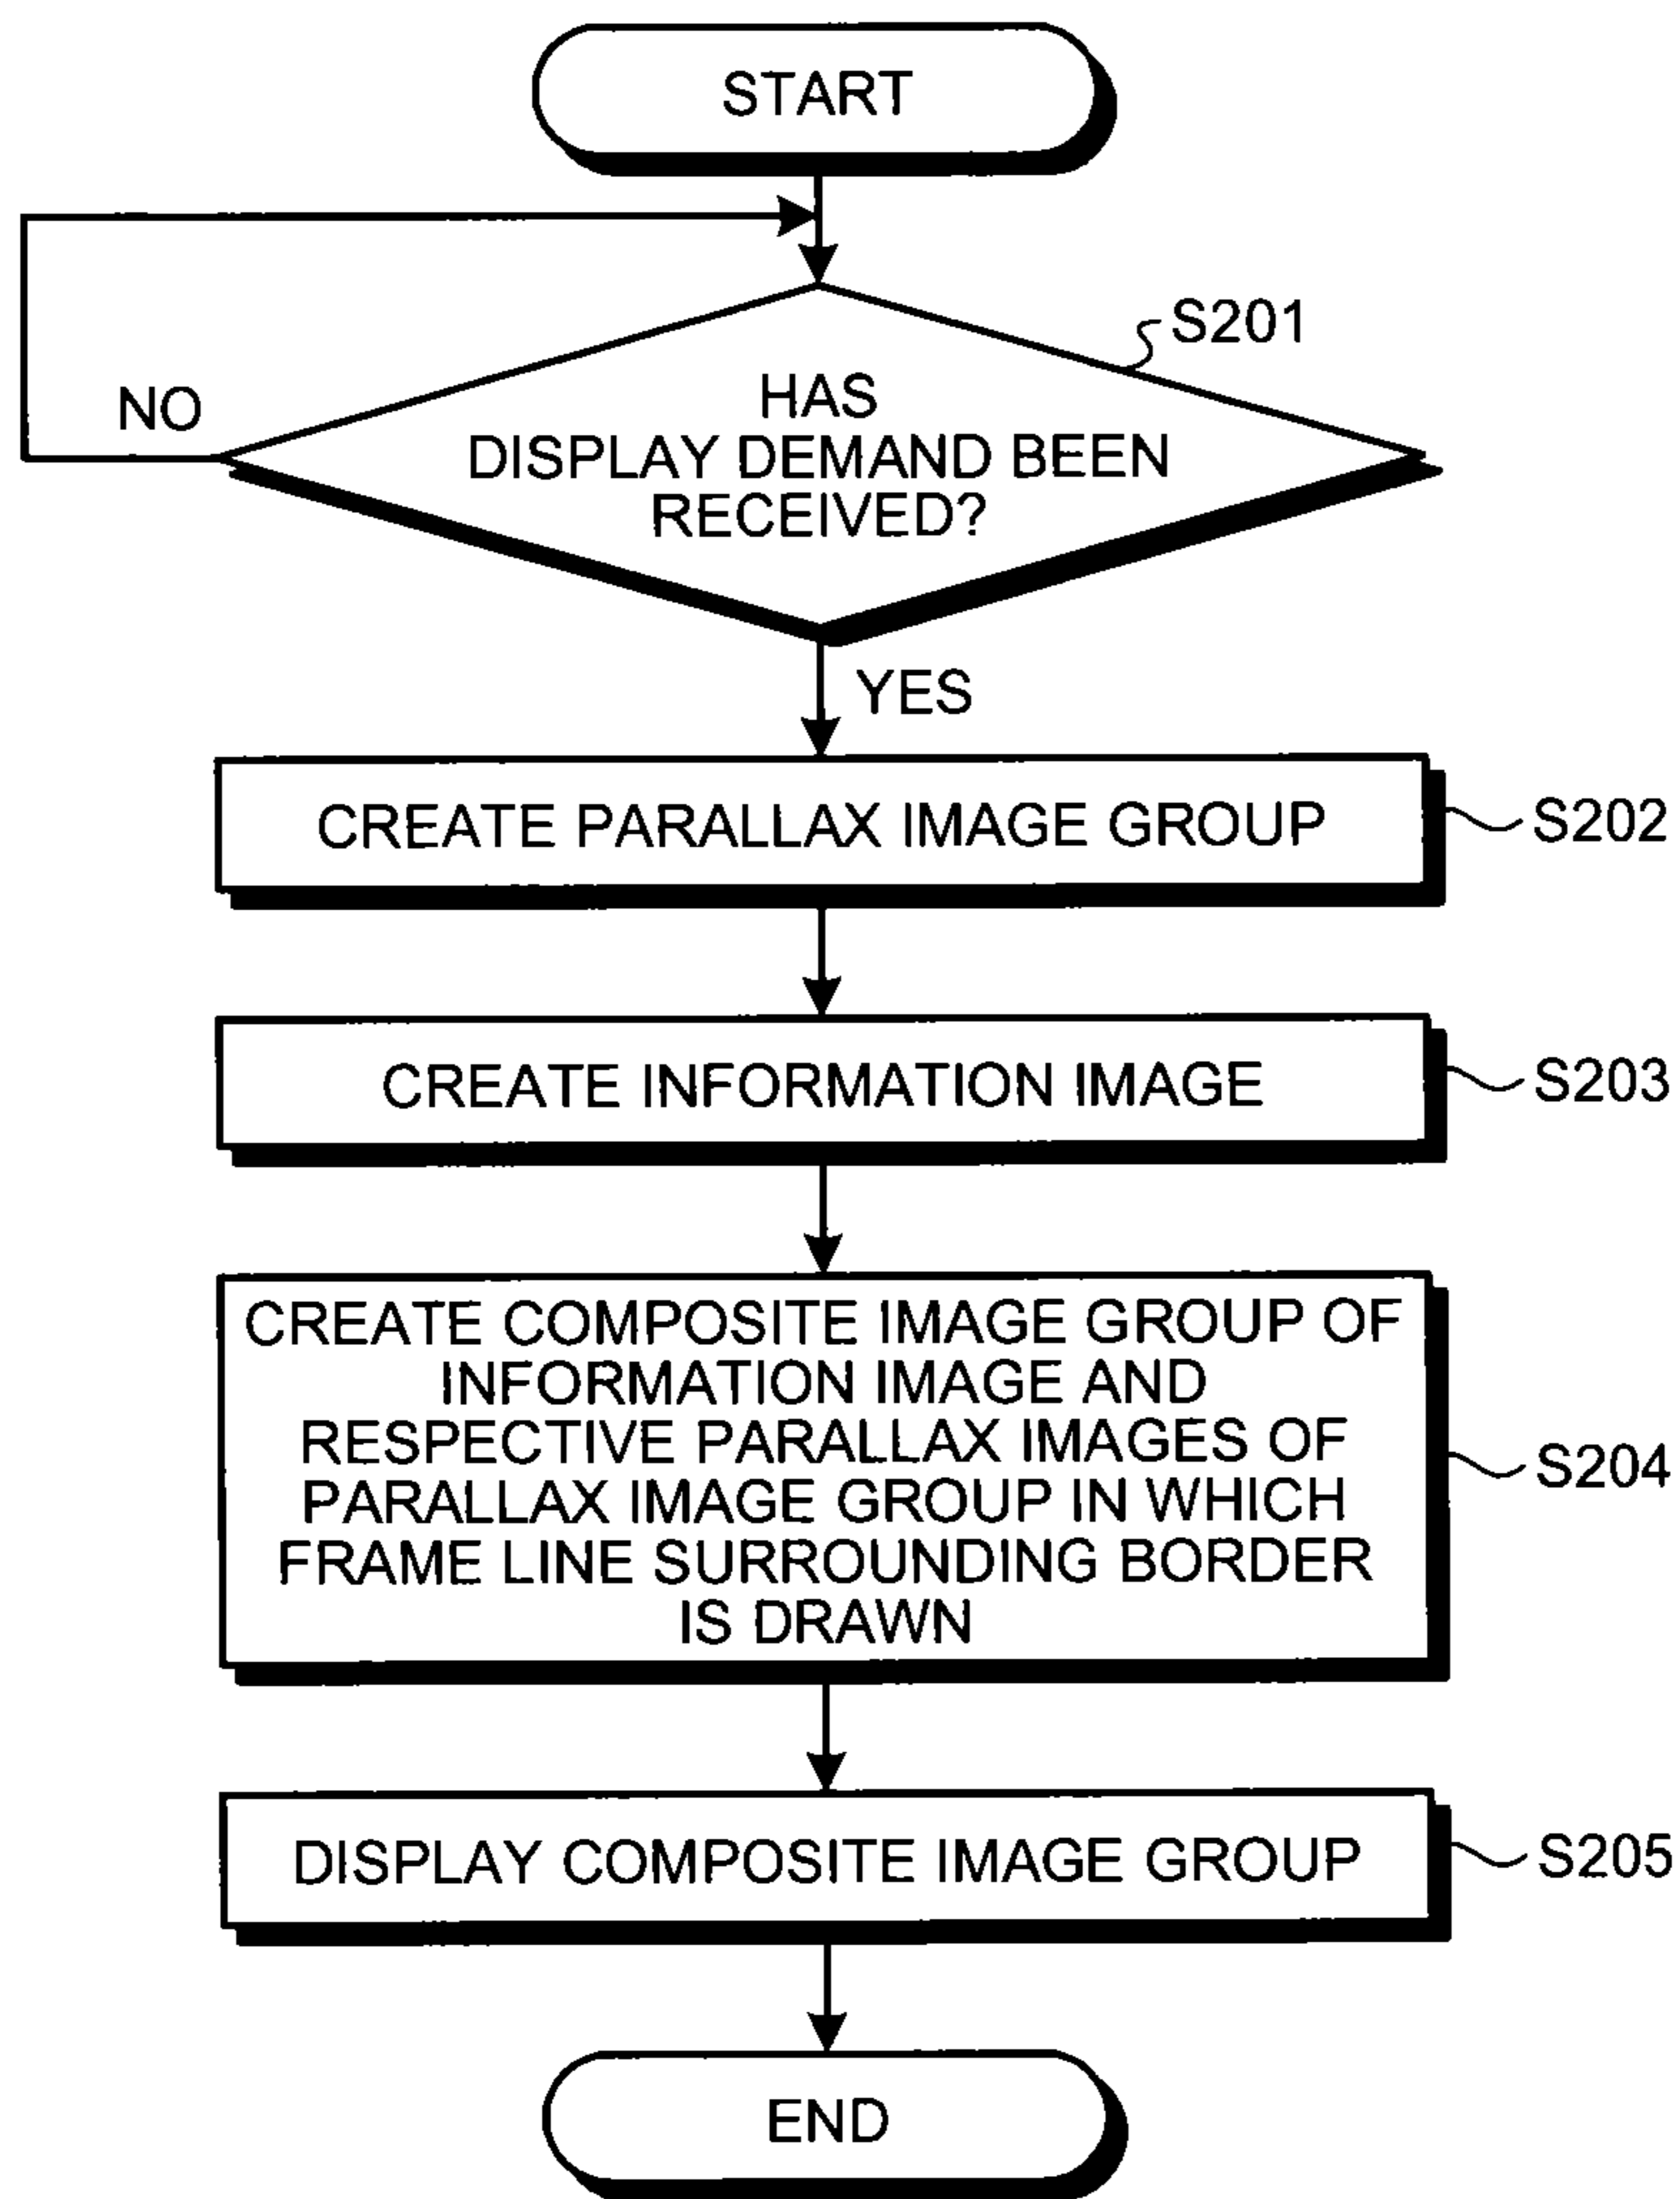 START
S201
NO
HAS
DISPLAY DEMAND BEEN
RECEIVED?
YES
CREATE PARALLAX IMAGE GROUP
S202
CREATE INFORMATION IMAGE
S203
CREATE COMPOSITE IMAGE GROUP OF
INFORMATION IMAGE AND
RESPECTIVE PARALLAX IMAGES OF
PARALLAX IMAGE GROUP IN WHICH
FRAME LINE SURROUNDING BORDER
IS DRAWN
S204
DISPLAY COMPOSITE IMAGE GROUP
S205
END